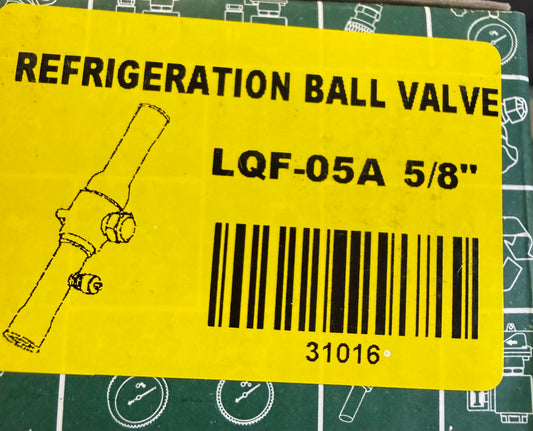 REFRIGERATION BALL VALVE
LQF-05A 5/8"
31016